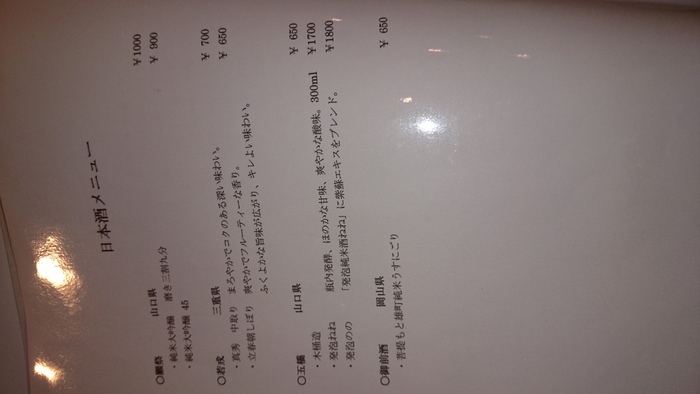 日本酒メニュー
○獺祭 山口県
・純米大吟醸 磨き三割九分 ￥1000
・純米大吟醸 45 ￥ 900
○若戎 三重県
・真秀 中取り まろやかでコクのある深い味わい。 ￥ 700
・立春朝しぼり 爽やかでフルーティーな香り。 ￥ 650
ふくよかな旨味が広がり、キレよい味わい。
○五橋 山口県
・木桶造 ￥ 650
・発泡ねね 瓶内発酵、ほのかな甘味、爽やかな酸味。300ml ￥1700
・発泡のの 「発泡純米酒ねね」に紫蘇エキスをブレンド。 ￥1800
○御前酒 岡山県
・菩提もと雄町純米うすにごり ￥ 650